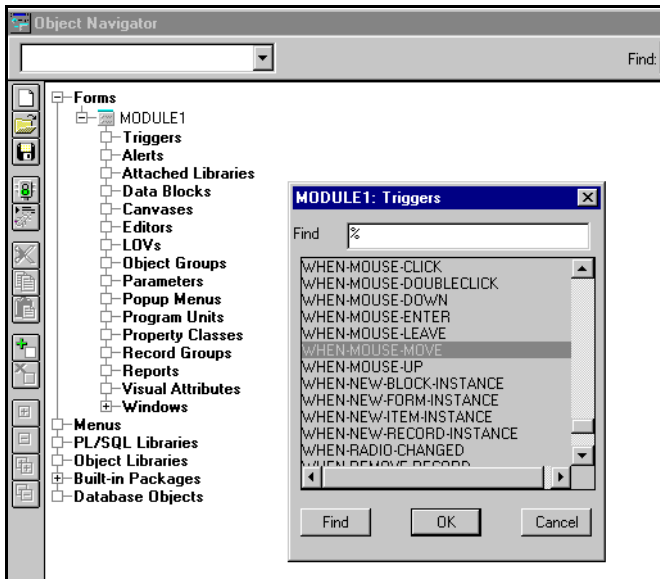 Object Navigator
Find:
Forms
MODULE1
Triggers
Alerts
Attached Libraries
Data Blocks
Canvases
Editors
LOVs
Object Groups
Parameters
Popup Menus
Program Units
Property Classes
Record Groups
Reports
Visual Attributes
Windows
Menus
PL/SQL Libraries
Object Libraries
Built-in Packages
Database Objects
MODULE1: Triggers
Find %
WHEN-MOUSE-CLICK
WHEN-MOUSE-DOUBLECLICK
WHEN-MOUSE-DOWN
WHEN-MOUSE-ENTER
WHEN-MOUSE-LEAVE
WHEN-MOUSE-MOVE
WHEN-MOUSE-UP
WHEN-NEW-BLOCK-INSTANCE
WHEN-NEW-FORM-INSTANCE
WHEN-NEW-ITEM-INSTANCE
WHEN-NEW-RECORD-INSTANCE
WHEN-RADIO-CHANGED
WHEN-REMOVE-RECORD
Find OK Cancel